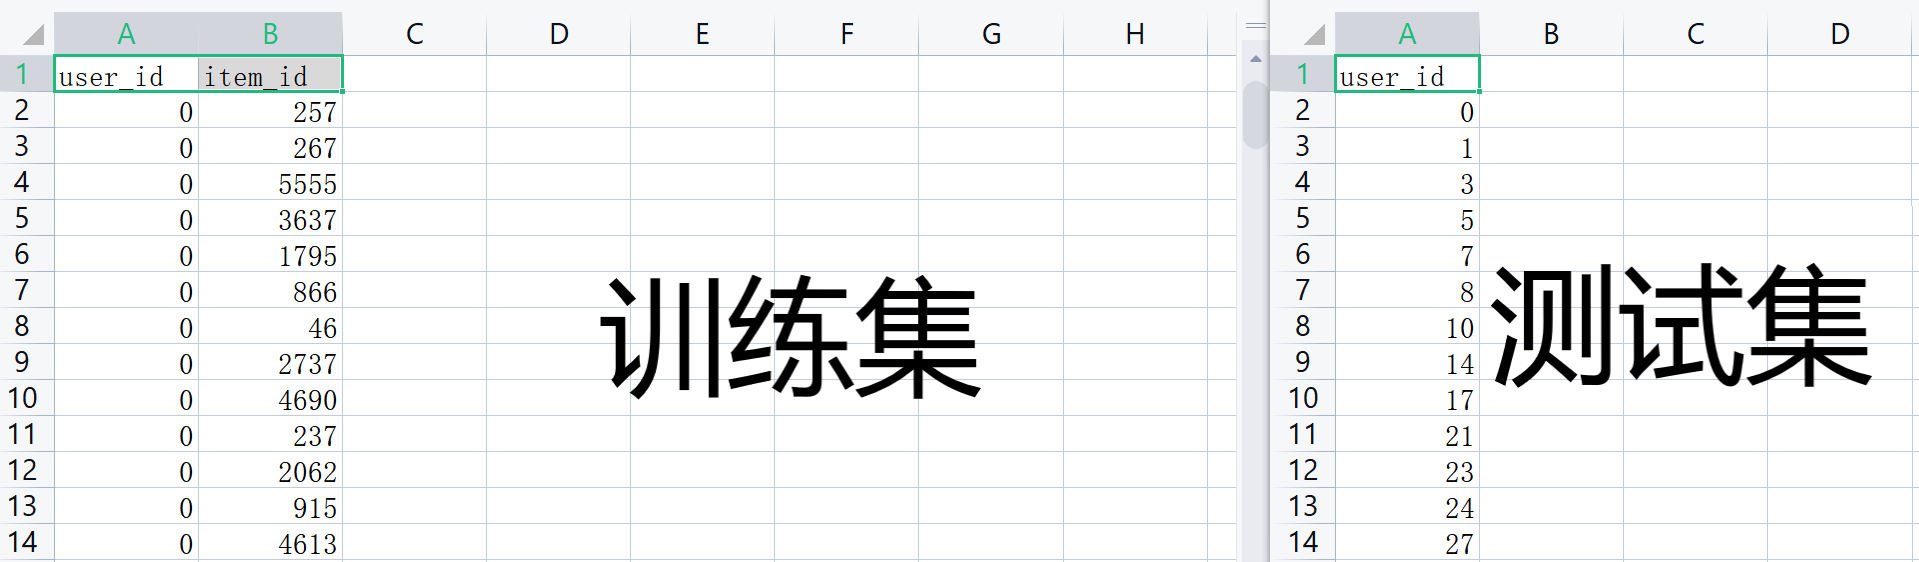 A B C D E F G H
1 user_id item_id
2 0 257
3 0 267
4 0 5555
5 0 3637
6 0 1795
7 0 866
8 0 46
9 0 2737
10 0 4690
11 0 237
12 0 2062
13 0 915
14 0 4613
训练集
A B C D
1 user_id
2 0
3 1
4 3
5 5
6 7
7 8
8 10
9 14
10 17
11 21
12 23
13 24
14 27
测试集